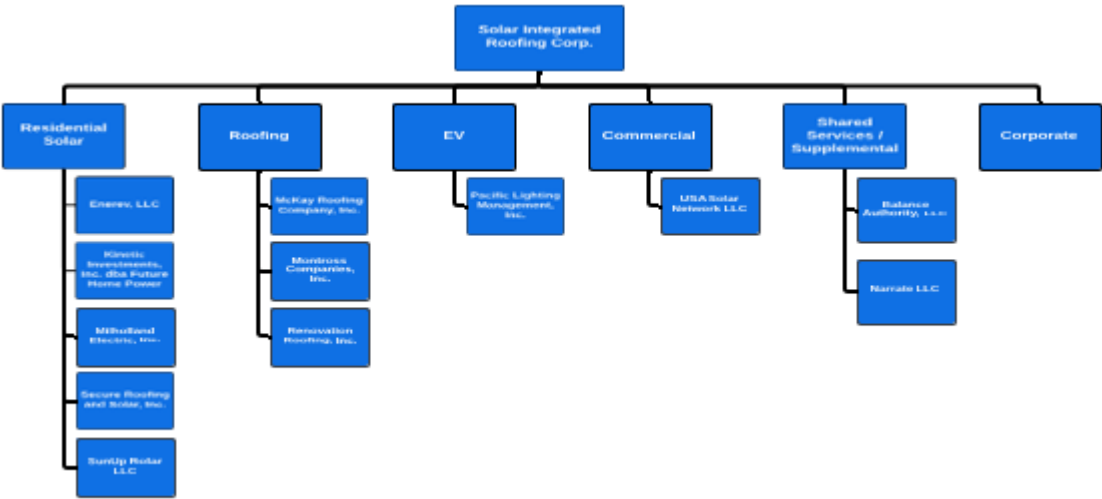 Solar Integrated
Roofing Corp.
Residential
Solar
Roofing
EV
Commercial
Shared
Services /
Supplemental
Corporate
Enerev, LLC
Kinetic
Investments,
Inc. dba Future
Home Power
Milholland
Electric, Inc.
Secure Roofing
and Solar, Inc.
SunUp
LLC
McKay Roofing
Company, Inc.
Montross
Companies,
Inc.
Renovation
Roofing, Inc.
Pacific Lighting
Management,
Inc.
USA Solar
Network LLC
Balance
Authority, LLC
Narrate LLC